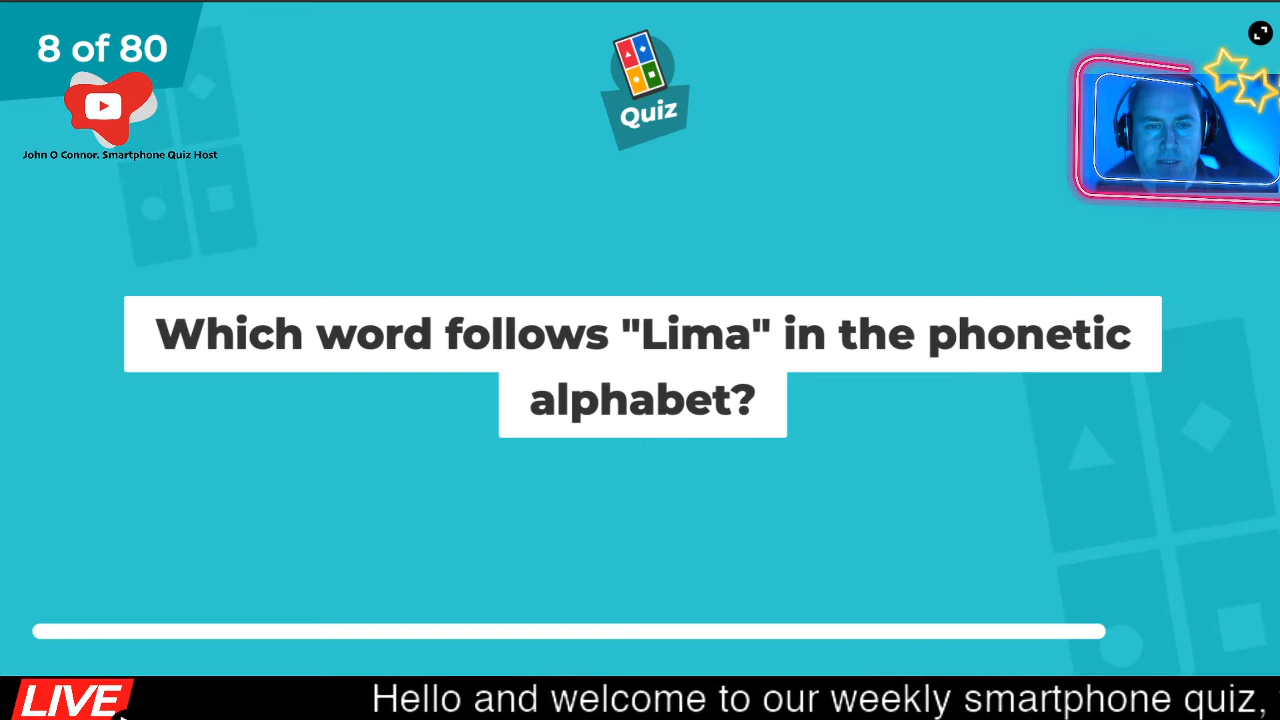 8 of 80
Quiz
John O Connor. Smartphone Quiz Host
Which word follows "Lima" in the phonetic
alphabet?
LIVE
Hello and welcome to our weekly smartphone quiz,